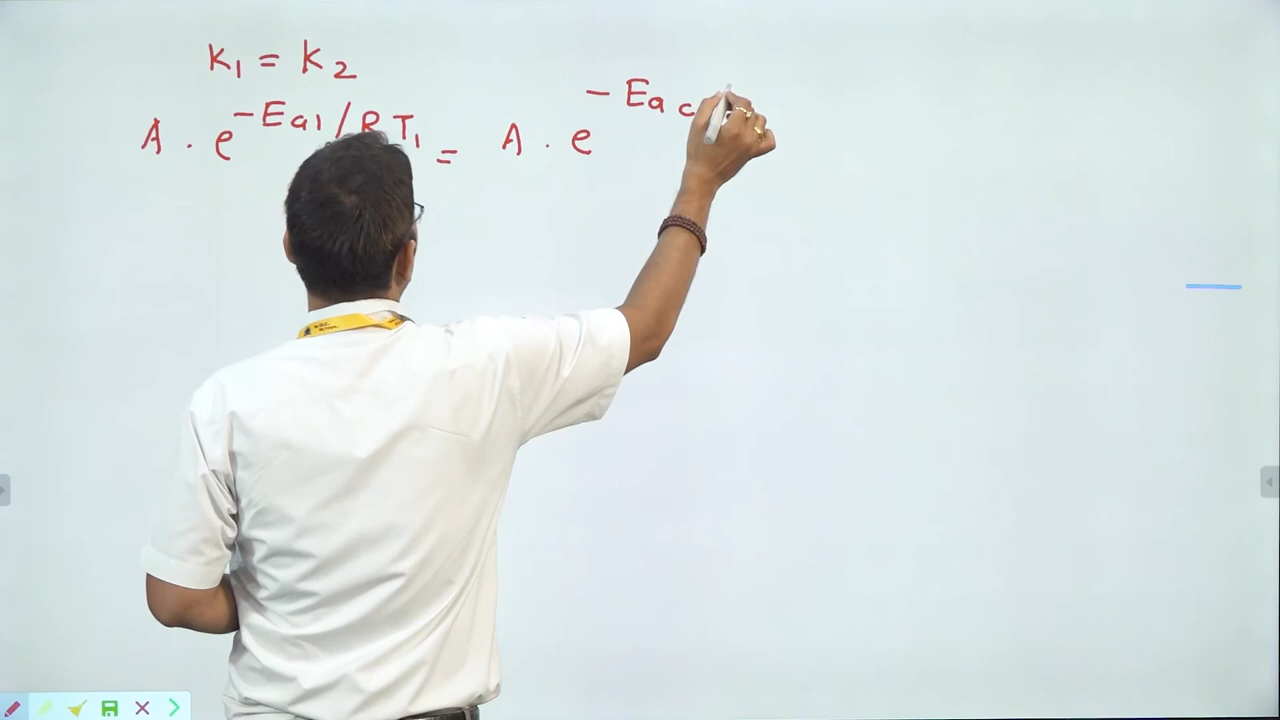 K₁ = K₂
A . e^-Ea1/RT₁ = A . e^-Ea c